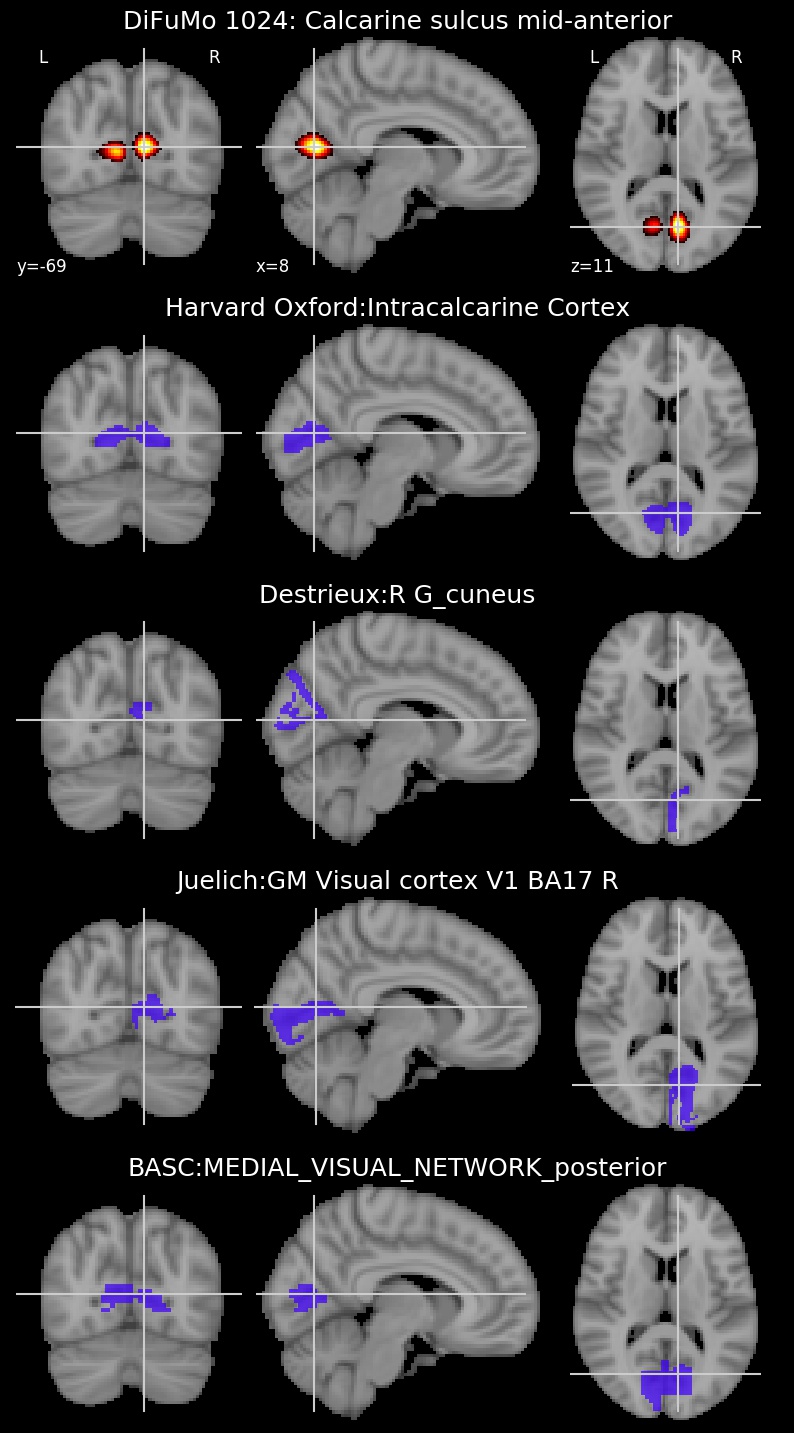 DiFuMo 1024: Calcarine sulcus mid-anterior
L R L R
y=-69 x=8 z=11
Harvard Oxford:Intracalcarine Cortex
Destrieux:R G_cuneus
Juelich:GM Visual cortex V1 BA17 R
BASC:MEDIAL_VISUAL_NETWORK_posterior